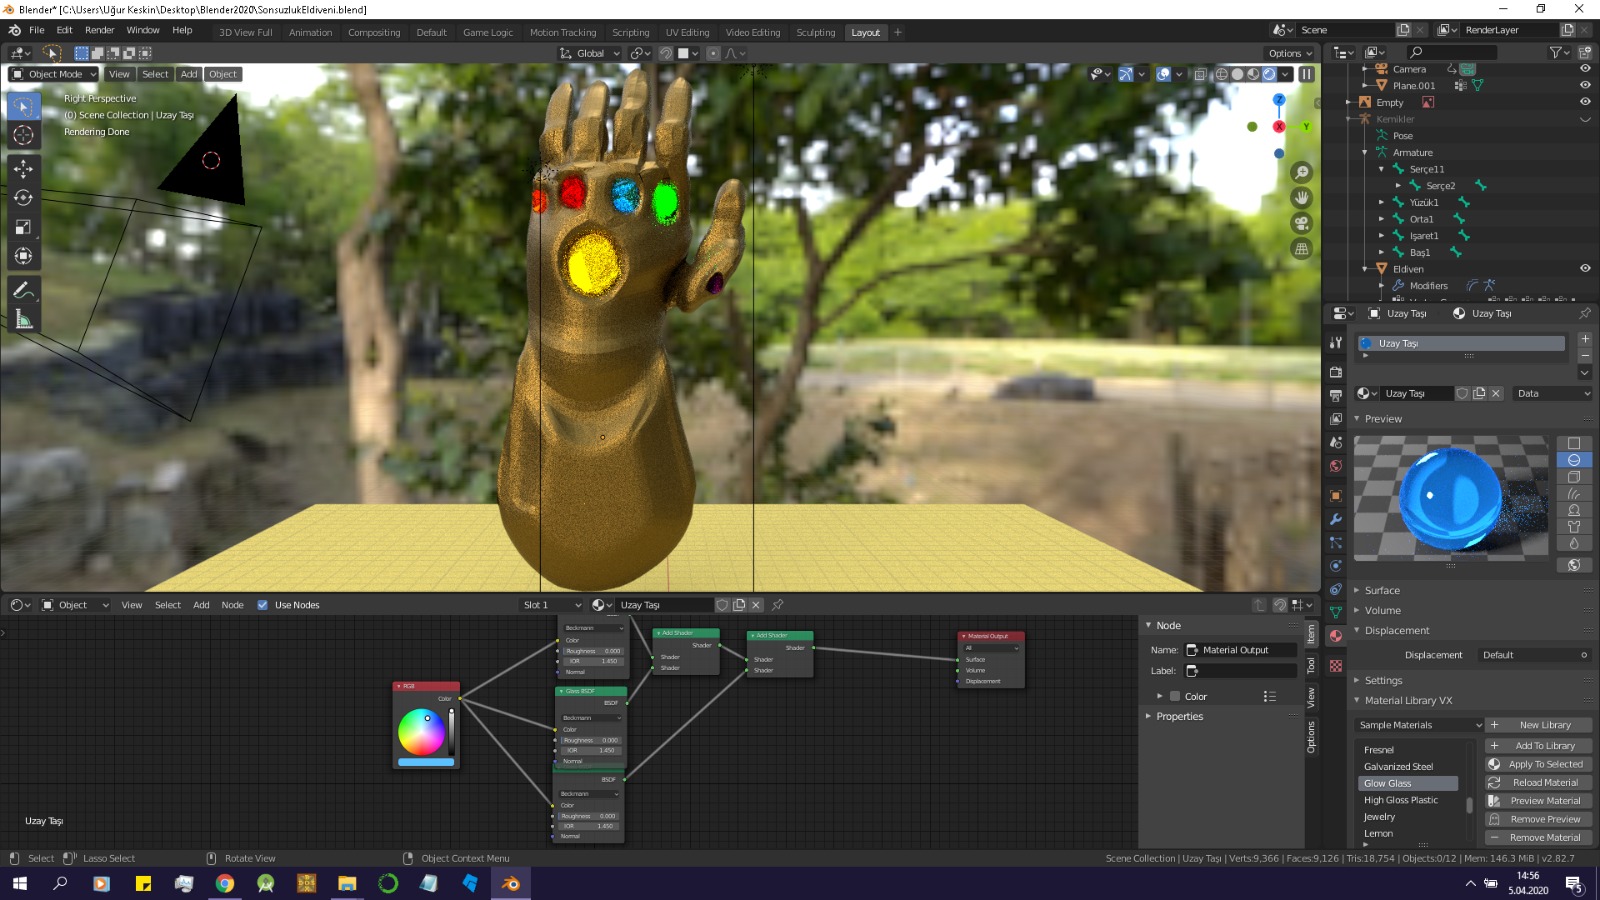 Blender* [C:\Users\Uğur Keskin\Desktop\Blender2020\SonsuzlukEldiveni.blend]
File Edit Render Window Help
3D View Full Animation Compositing Default Game Logic Motion Tracking Scripting UV Editing Video Editing Sculpting Layout +
Scene
RenderLayer
Global
Options
Object Mode View Select Add Object
Right Perspective
(0) Scene Collection | Uzay Taşı
Rendering Done
Z
X
Y
Camera
Plane.001
Empty
Kemikler
Pose
Armature
Serçe11
Serçe2
Yüzük1
Orta1
İşaret1
Baş1
Eldiven
Modifiers
Uzay Taşı Uzay Taşı
Uzay Taşı
Uzay Taşı Data
Preview
Surface
Volume
Displacement
Displacement Default
Settings
Material Library VX
Sample Materials
New Library
Add To Library
Apply To Selected
Reload Material
Preview Material
Remove Preview
Remove Material
Fresnel
Galvanized Steel
Glow Glass
High Gloss Plastic
Jewelry
Lemon
Object View Select Add Node Use Nodes Slot 1 Uzay Taşı
RGB
Color
Beckmann
Color
Roughness 0.000
IOR 1.450
Normal
Glass BSDF
BSDF
Beckmann
Color
Roughness 0.000
IOR 1.450
Normal
BSDF
Beckmann
Color
Roughness 0.000
IOR 1.450
Normal
Add Shader
Shader
Shader
Shader
Add Shader
Shader
Shader
Shader
Material Output
All
Surface
Volume
Displacement
Uzay Taşı
Node
Name: Material Output
Label:
Color
Properties
Item
Tool
View
Options
Select Lasso Select Rotate View Object Context Menu
Scene Collection | Uzay Taşı | Verts:9,366 | Faces:9,126 | Tris:18,754 | Objects:0/12 | Mem: 146.3 MiB | v2.82.7
14:56
5.04.2020
5